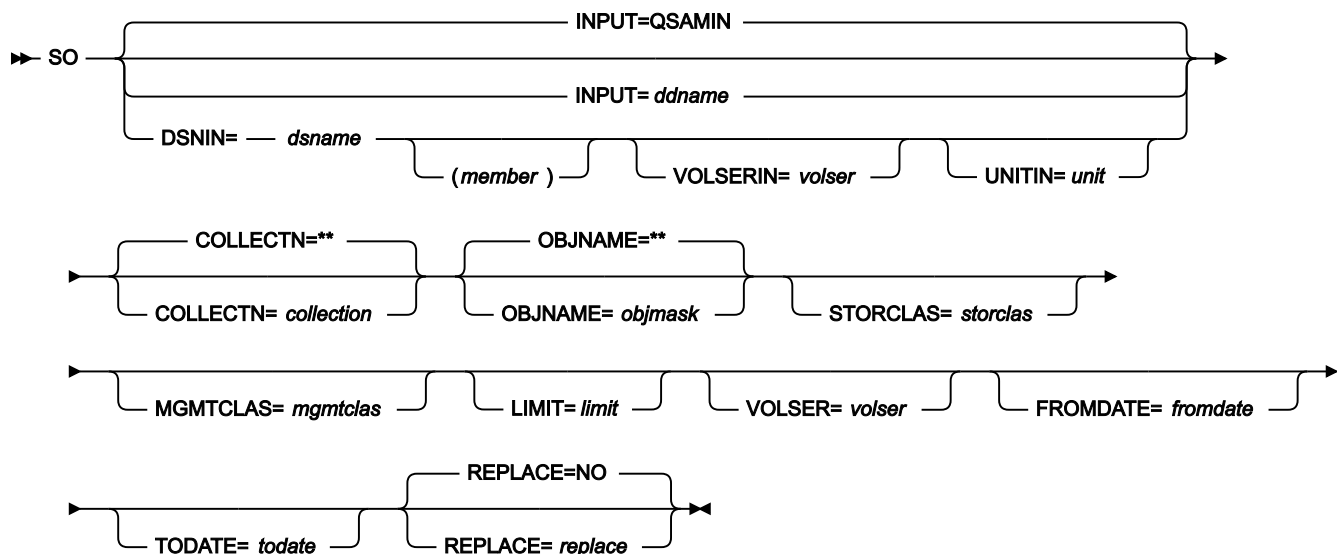 INPUT=QSAMIN
SO
INPUT= ddname
DSNIN= dsname
(member )
VOLSERIN= volser
UNITIN= unit
COLLECTN=**
COLLECTN= collection
OBJNAME=**
OBJNAME= objmask
STORCLAS= storclas
MGMTCLAS= mgmtclas
LIMIT= limit
VOLSER= volser
FROMDATE= fromdate
TODATE= todate
REPLACE=NO
REPLACE= replace